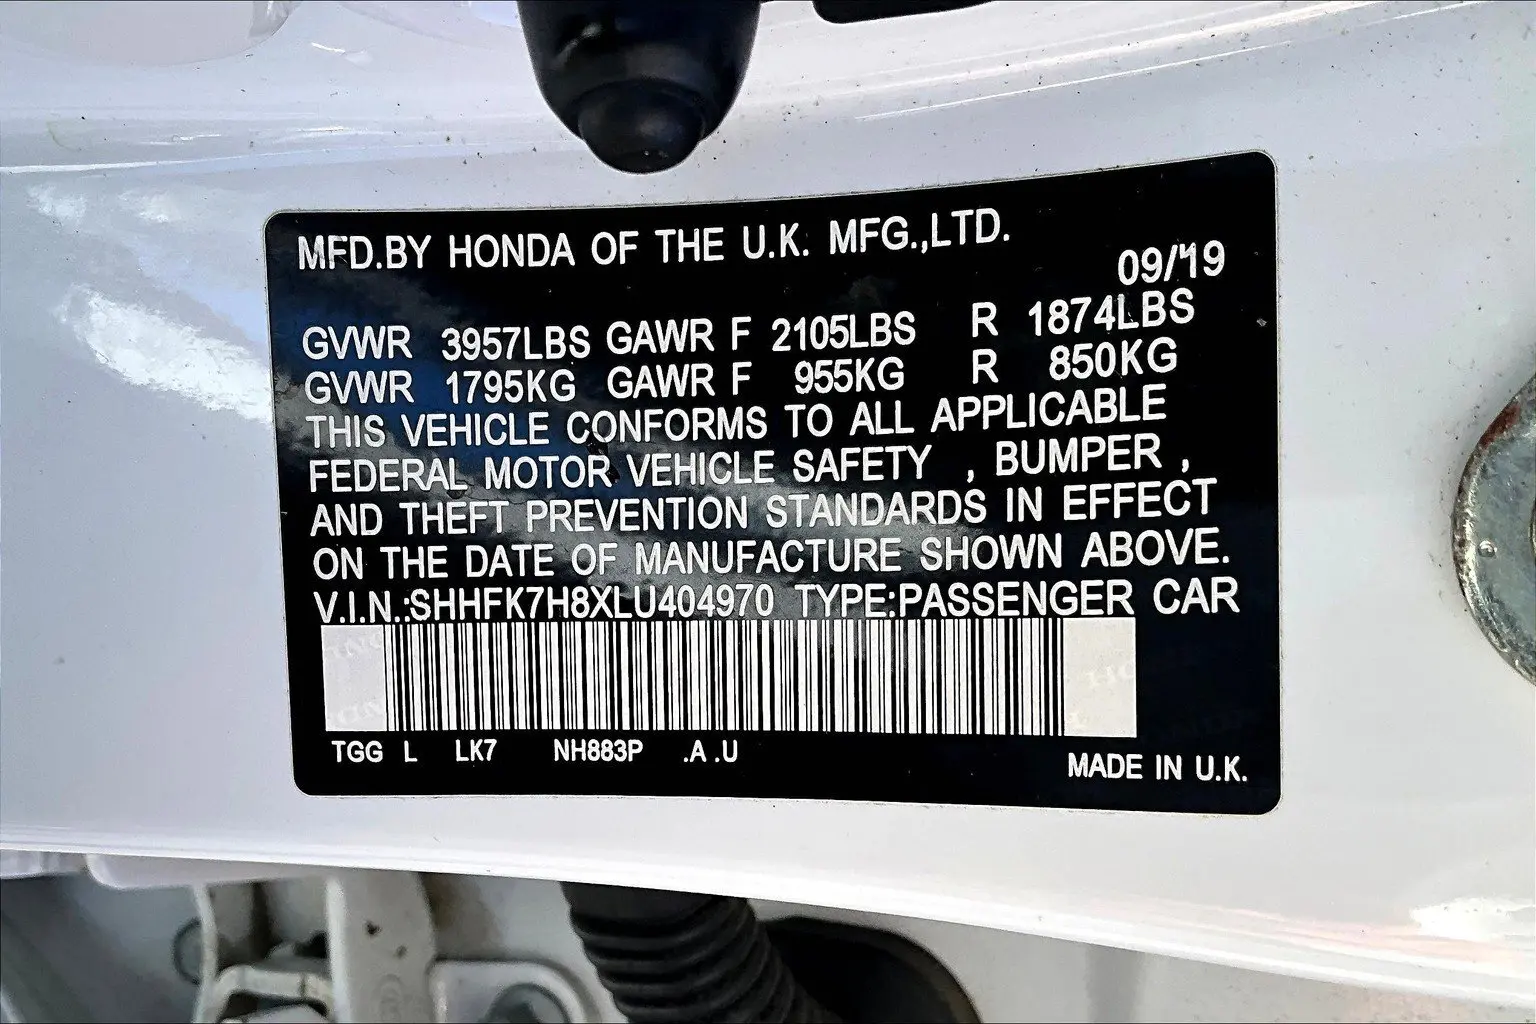 MFD.BY HONDA OF THE U.K. MFG.,LTD.
09/'19
GVWR 3957LBS GAWR F 2105LBS R 1874LBS
GVWR 1795KG GAWR F 955KG R 850KG
THIS VEHICLE CONFORMS TO ALL APPLICABLE
FEDERAL MOTOR VEHICLE SAFETY , BUMPER ,
AND THEFT PREVENTION STANDARDS IN EFFECT
ON THE DATE OF MANUFACTURE SHOWN ABOVE.
V.I.N.:SHHFK7H8XLU404970 TYPE:PASSENGER CAR
TGG L LK7 NH883P .A .U
MADE IN U.K.